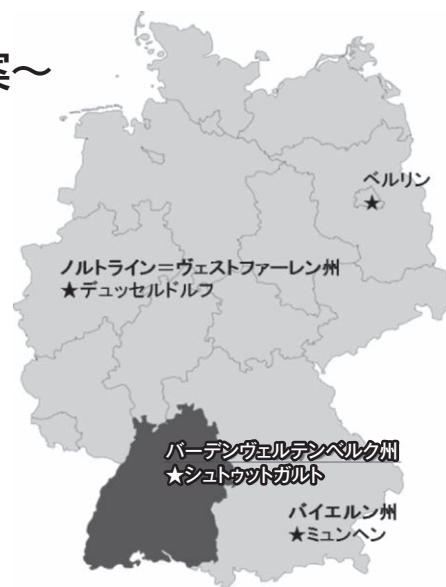 案～
ベルリン
★
ノルトライン＝ヴェストファーレン州
★デュッセルドルフ
バーデンヴェルテンベルク州
★シュトゥットガルト
バイエルン州
★ミュンヘン